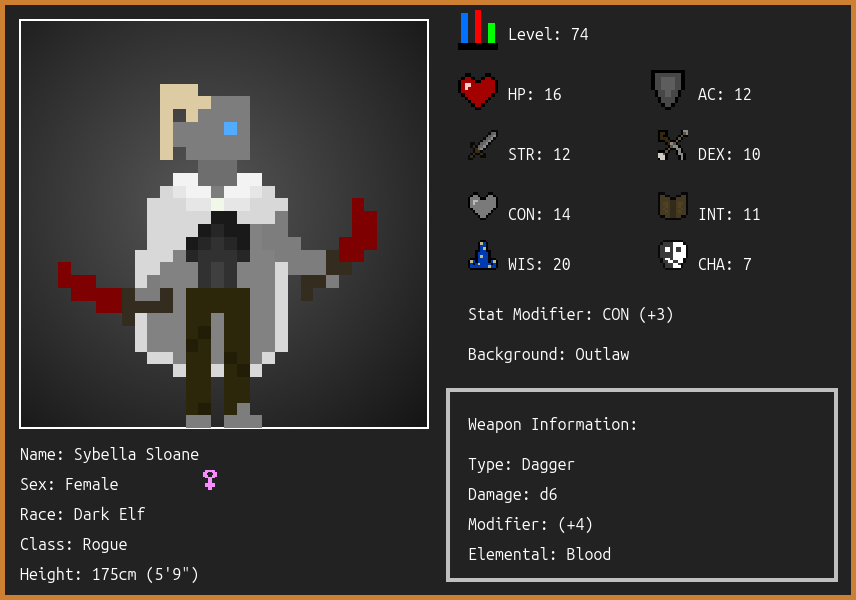 Level: 74
HP: 16
AC: 12
STR: 12
DEX: 10
CON: 14
INT: 11
WIS: 20
CHA: 7
Stat Modifier: CON (+3)
Background: Outlaw
Weapon Information:
Type: Dagger
Damage: d6
Modifier: (+4)
Elemental: Blood
Name: Sybella Sloane
Sex: Female
Race: Dark Elf
Class: Rogue
Height: 175cm (5'9")